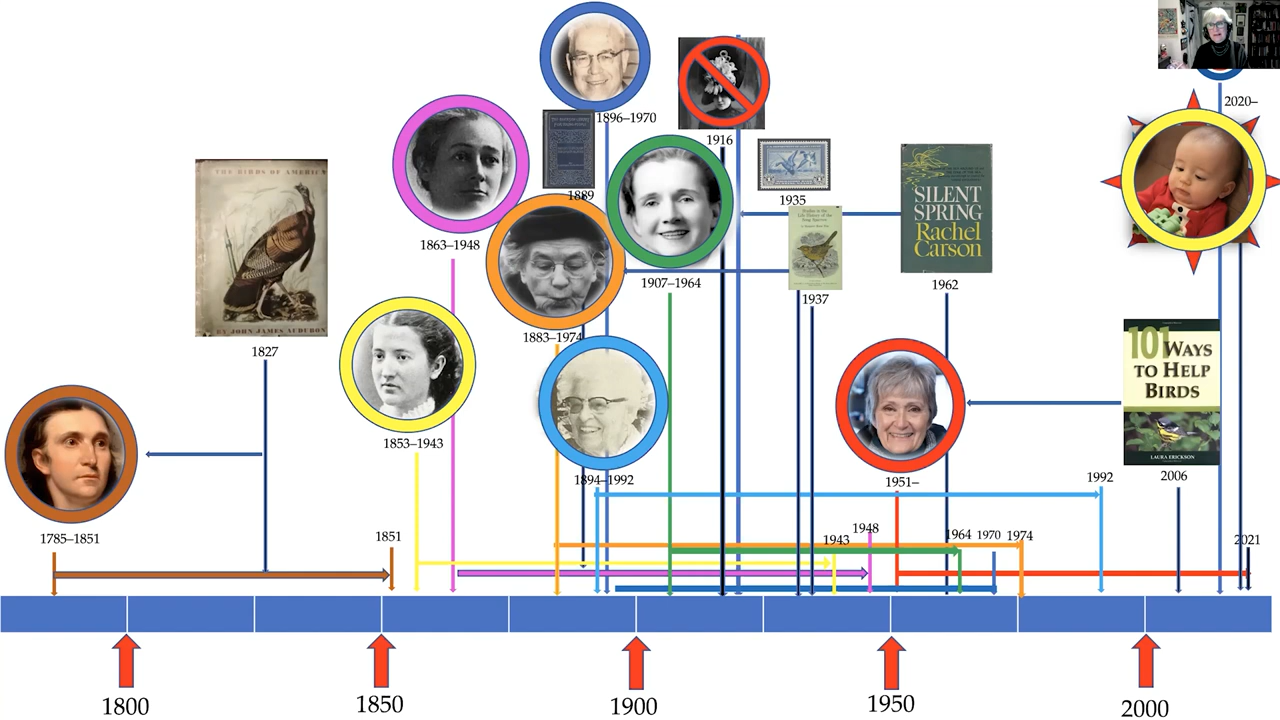 1896–1970
1916
2020–
1889
1935
1863–1948
THE BIRDS OF AMERICA
BY JOHN JAMES AUDUBON
SILENT
SPRING
Rachel
Carson
1907–1964
1962
1937
1883–1974
1827
101 WAYS
TO HELP
BIRDS
LAURA ERICKSON
1853–1943
1894–1992
1951–
1992
2006
1785–1851
1851
1948
1943
1964
1970
1974
2021
1800
1850
1900
1950
2000